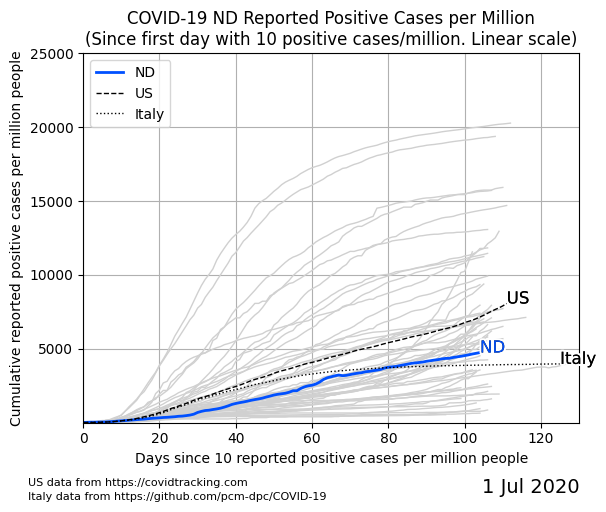 COVID-19 ND Reported Positive Cases per Million
(Since first day with 10 positive cases/million. Linear scale)
Cumulative reported positive cases per million people
25000
20000
15000
10000
5000
ND
US
Italy
US
ND
Italy
0
20
40
60
80
100
120
Days since 10 reported positive cases per million people
US data from https://covidtracking.com
Italy data from https://github.com/pcm-dpc/COVID-19
1 Jul 2020